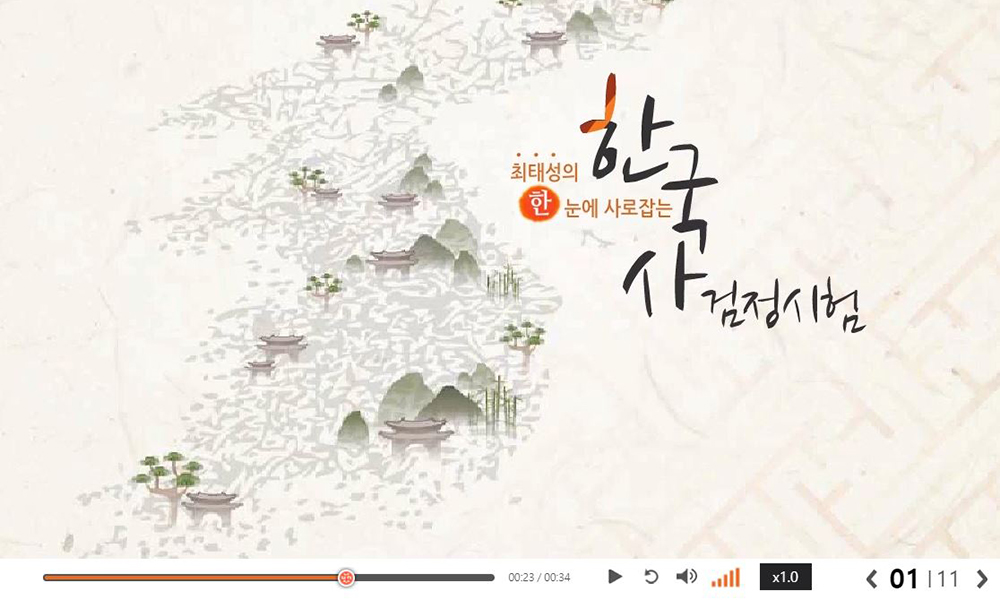 최태성의
한 눈에 사로잡는
한국사
검정시험
00:23 / 00:34
x1.0
01 | 11